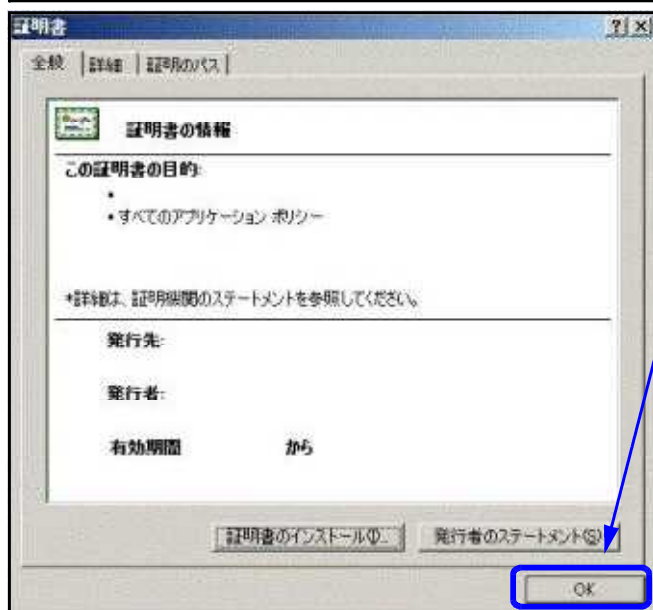 証明書
全般 詳細 証明のパス
証明書の情報
この証明書の目的:
•
•すべてのアプリケーション ポリシー
*詳細は、証明機関のステートメントを参照してください。
発行先:
発行者:
有効期間 から
証明書のインストール(I)... 発行者のステートメント(S)
OK